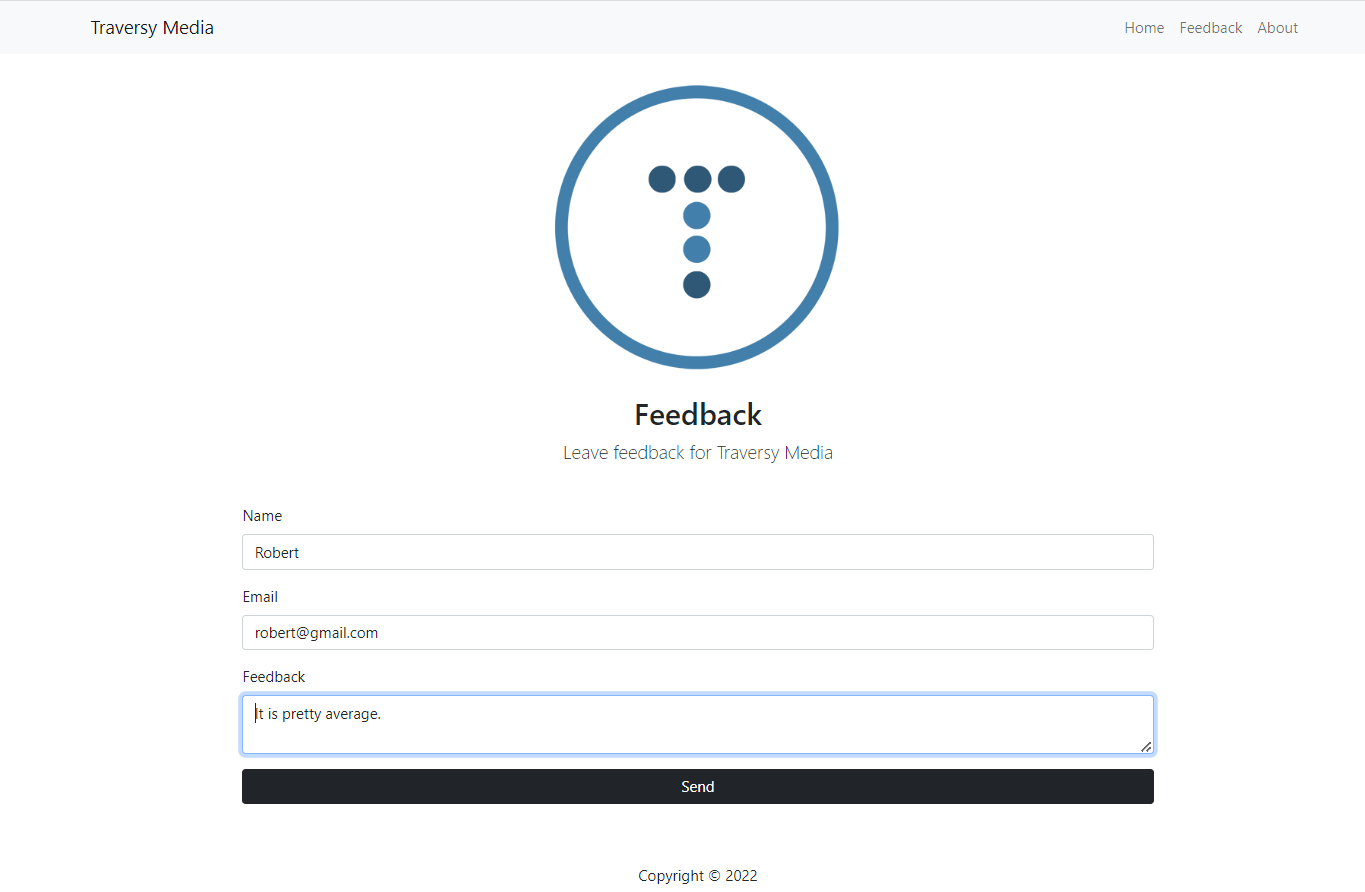 Traversy Media Home Feedback About
Feedback
Leave feedback for Traversy Media
Name
Robert
Email
robert@gmail.com
Feedback
It is pretty average.
Send
Copyright © 2022